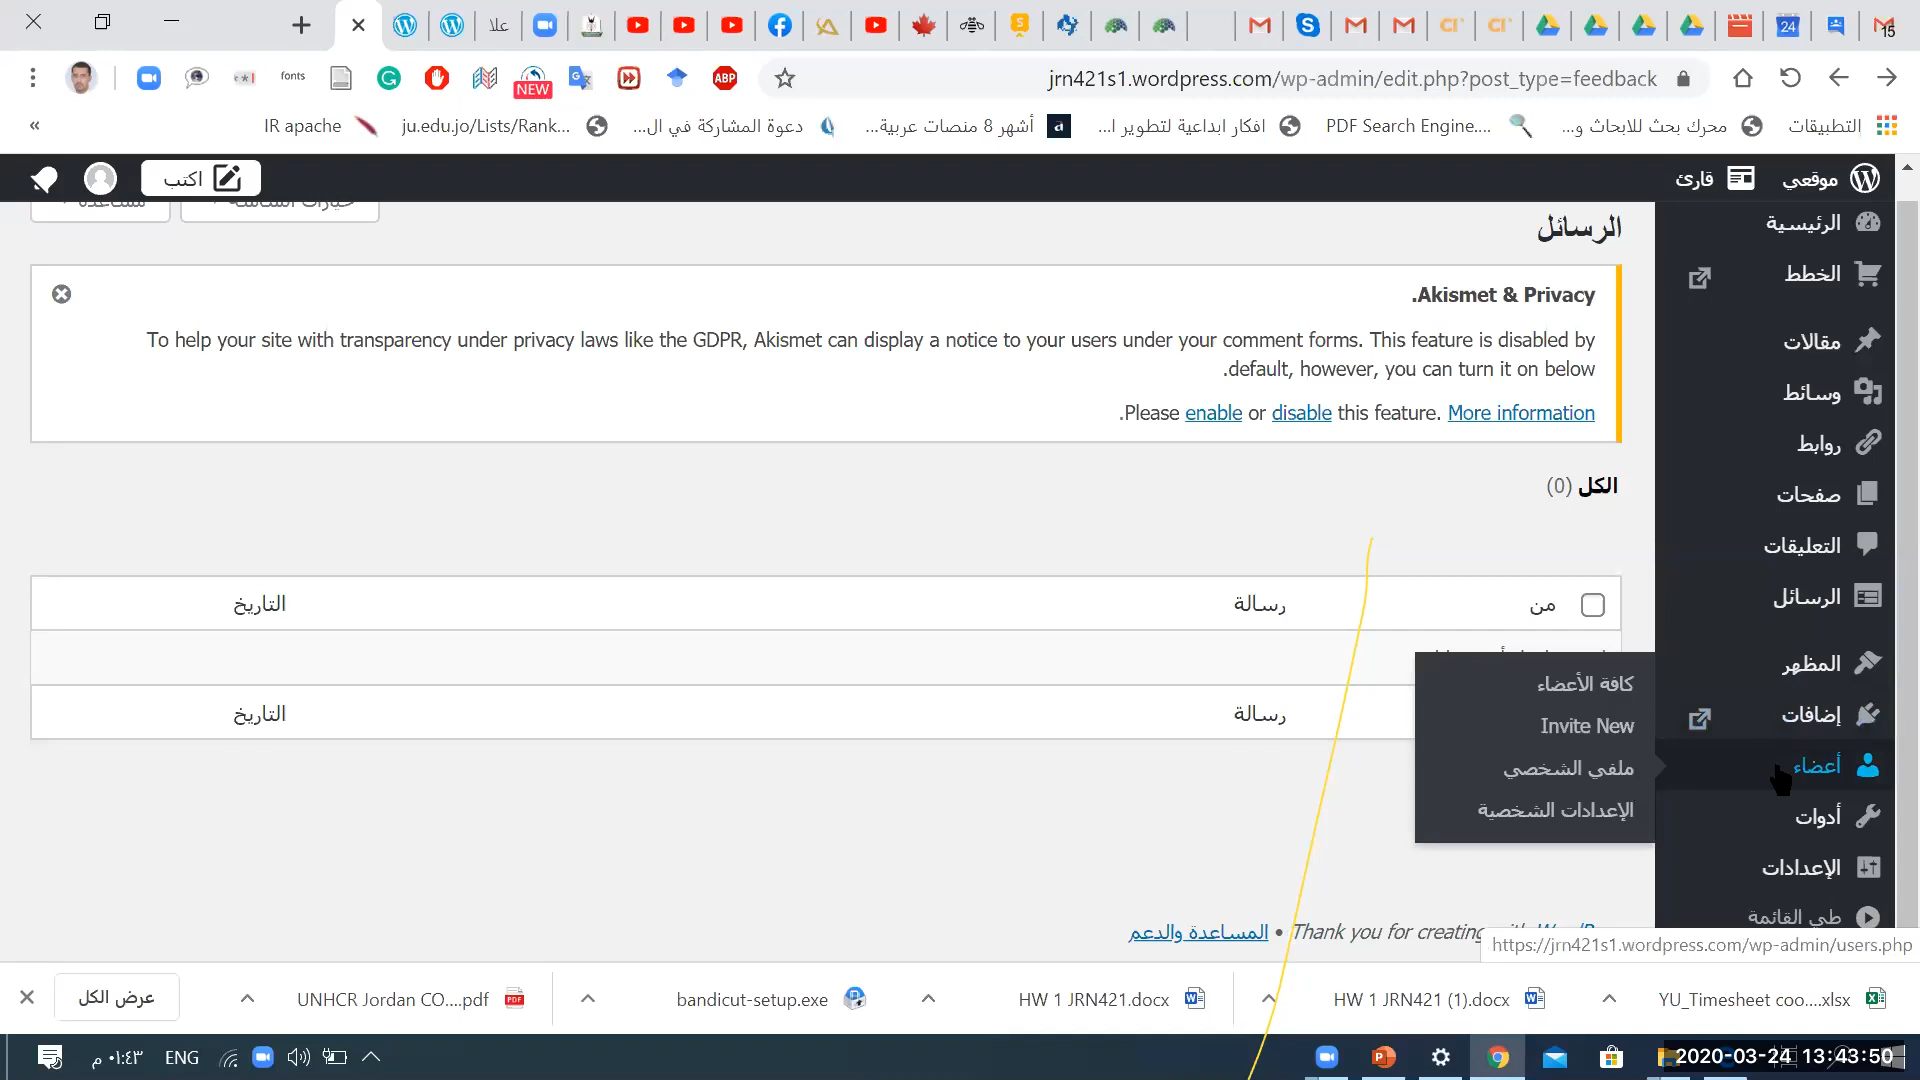 علا
15
24
fonts
NEW
ABP
jrn421s1.wordpress.com/wp-admin/edit.php?post_type=feedback
التطبيقات
محرك بحث للابحاث و...
PDF Search Engine....
افكار ابداعية لتطوير ا...
أشهر 8 منصات عربية...
دعوة المشاركة في ال...
ju.edu.jo/Lists/Rank...
IR apache
موقعي
قارئ
اكتب
الرئيسية
الخطط
مقالات
وسائط
روابط
صفحات
التعليقات
الرسائل
المظهر
إضافات
أعضاء
أدوات
الإعدادات
طي القائمة
خيارات الشاشة
مساعدة
الرسائل
Akismet & Privacy.
To help your site with transparency under privacy laws like the GDPR, Akismet can display a notice to your users under your comment forms. This feature is disabled by
default, however, you can turn it on below.
Please enable or disable this feature. More information.
الكل (0)
من
رسالة
التاريخ
رسالة
التاريخ
كافة الأعضاء
Invite New
ملفي الشخصي
الإعدادات الشخصية
Thank you for creating • المساعدة والدعم
https://jrn421s1.wordpress.com/wp-admin/users.php
YU_Timesheet coo....xlsx
HW 1 JRN421 (1).docx
HW 1 JRN421.docx
bandicut-setup.exe
UNHCR Jordan CO....pdf
عرض الكل
٠١:٤٣ م
ENG
2020-03-24 13:43:50